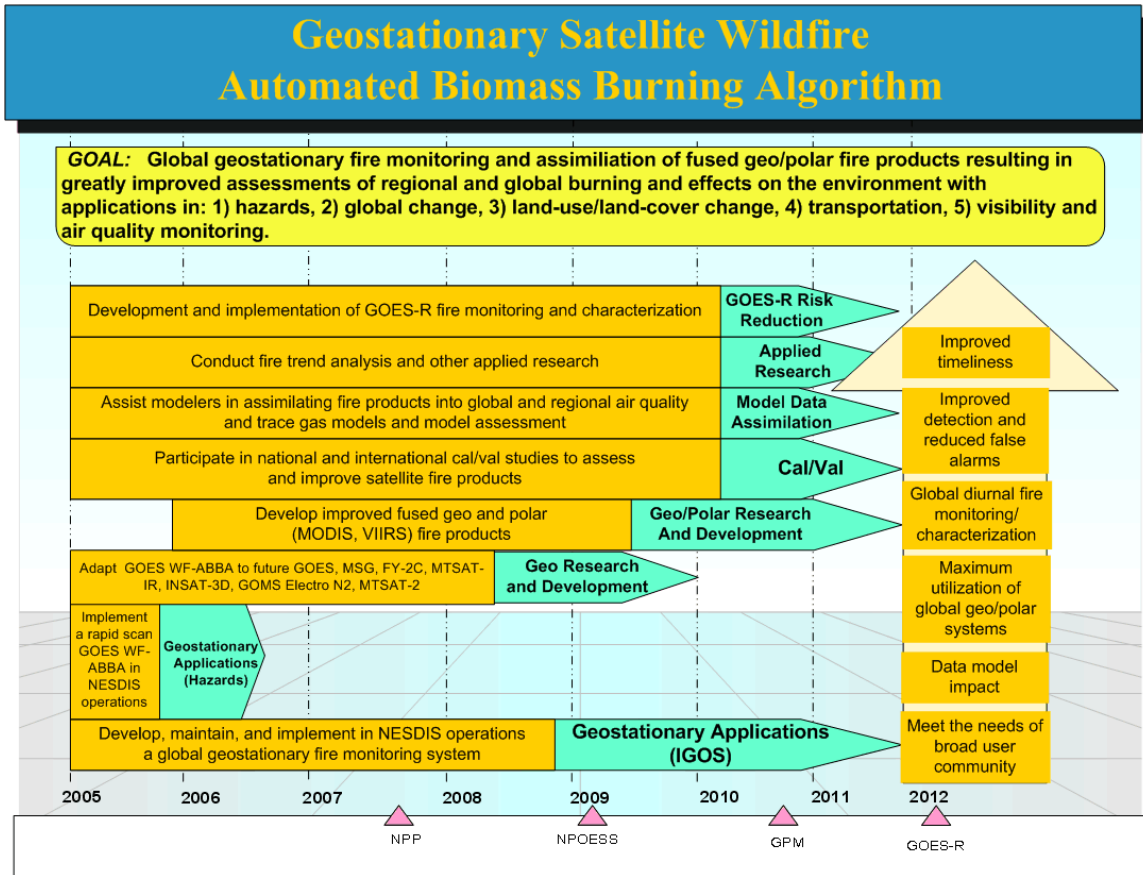 Geostationary Satellite Wildfire
Automated Biomass Burning Algorithm
GOAL: Global geostationary fire monitoring and assimiliation of fused geo/polar fire products resulting in
greatly improved assessments of regional and global burning and effects on the environment with
applications in: 1) hazards, 2) global change, 3) land-use/land-cover change, 4) transportation, 5) visibility and
air quality monitoring.
Development and implementation of GOES-R fire monitoring and characterization
GOES-R Risk
Reduction
Conduct fire trend analysis and other applied research
Applied
Research
Assist modelers in assimilating fire products into global and regional air quality
and trace gas models and model assessment
Model Data
Assimilation
Participate in national and international cal/val studies to assess
and improve satellite fire products
Cal/Val
Develop improved fused geo and polar
(MODIS, VIIRS) fire products
Geo/Polar Research
And Development
Adapt GOES WF-ABBA to future GOES, MSG, FY-2C, MTSAT-
IR, INSAT-3D, GOMS Electro N2, MTSAT-2
Geo Research
and Development
Implement
a rapid scan
GOES WF-
ABBA in
NESDIS
operations
Geostationary
Applications
(Hazards)
Develop, maintain, and implement in NESDIS operations
a global geostationary fire monitoring system
Geostationary Applications
(IGOS)
Improved
timeliness
Improved
detection and
reduced false
alarms
Global diurnal fire
monitoring/
characterization
Maximum
utilization of
global geo/polar
systems
Data model
impact
Meet the needs of
broad user
community
2005 2006 2007 2008 2009 2010 2011 2012
NPP NPOESS GPM GOES-R